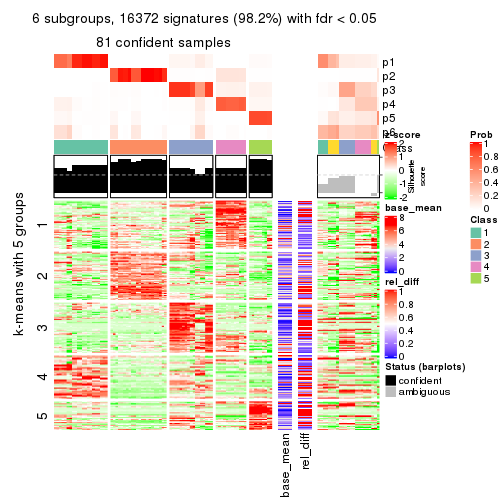 6 subgroups, 16372 signatures (98.2%) with fdr < 0.05
81 confident samples
p1
p2
p3
p4
p5
p6
Class
Silhouette
score
z-score
2
1
0
-1
-2
Prob
1
0.8
0.6
0.4
0.2
0
base_mean
8
6
4
2
0
Class
1
2
3
4
5
rel_diff
1
0.8
0.6
0.4
0.2
0
Status (barplots)
confident
ambiguous
k-means with 5 groups
1
2
3
4
5
base_mean
rel_diff